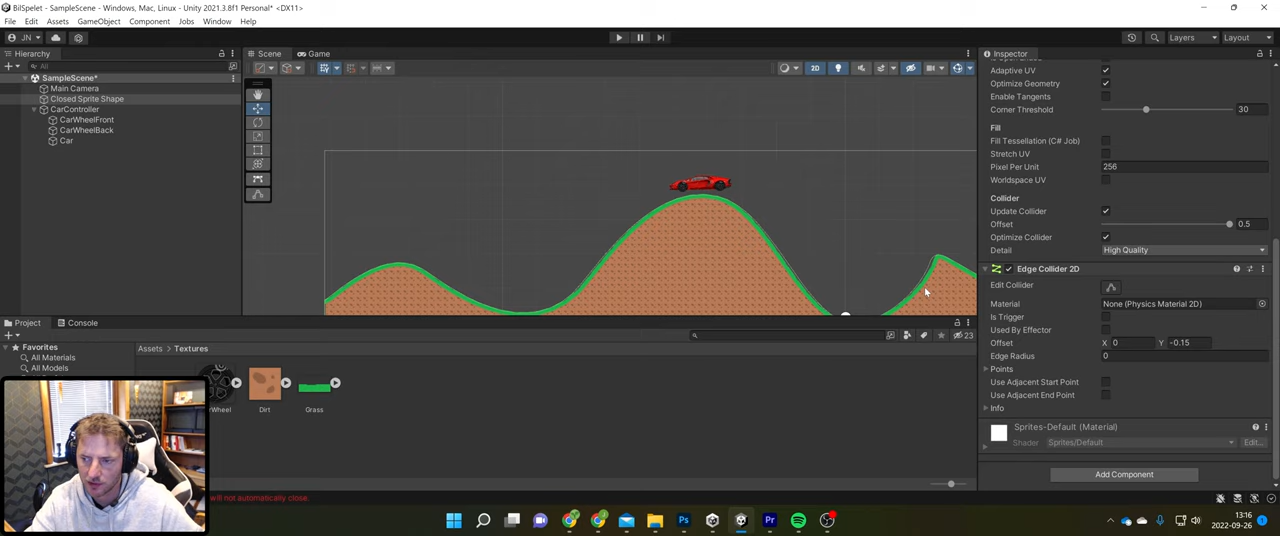 BilSpelet - SampleScene - Windows, Mac, Linux - Unity 2021.3.8f1 Personal* <DX11>
File Edit Assets GameObject Component Jobs Window Help
JN Layers Layout
Hierarchy
All
SampleScene*
Main Camera
Closed Sprite Shape
CarController
CarWheelFront
CarWheelBack
Car
Scene Game
2D
Inspector
Adaptive UV
Optimize Geometry
Enable Tangents
Corner Threshold 30
Fill
Fill Tessellation (C# Job)
Stretch UV
Pixel Per Unit 256
Worldspace UV
Collider
Update Collider
Offset 0.5
Optimize Collider
Detail High Quality
Edge Collider 2D
Edit Collider
Material None (Physics Material 2D)
Is Trigger
Used By Effector
Offset X 0 Y -0.15
Edge Radius 0
Points
Use Adjacent Start Point
Use Adjacent End Point
Info
Sprites-Default (Material)
Shader Sprites/Default Edit...
Add Component
Project Console
23
Favorites
All Materials
All Models
Assets > Textures
Dirt
Grass
will not automatically close.
13:16
2022-09-26